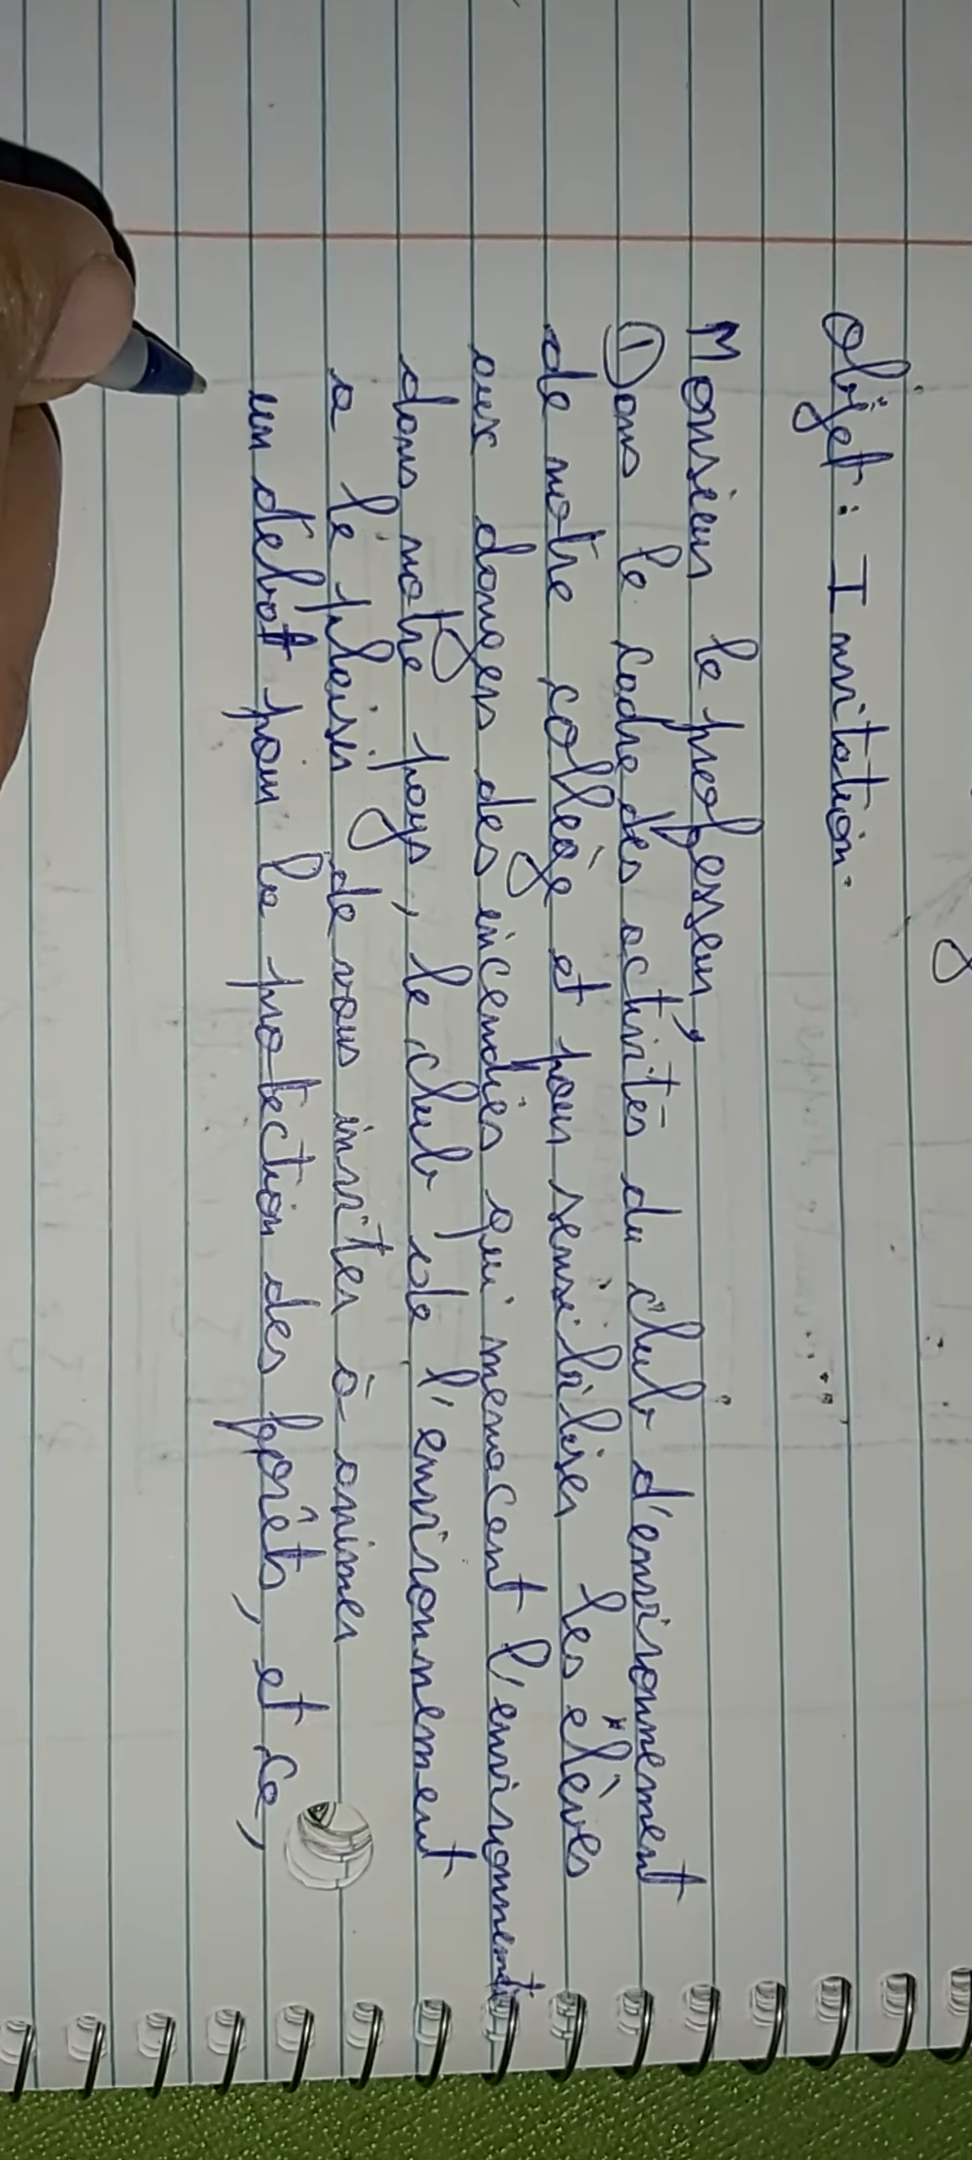 Objet : Invitation.
Monsieur le professeur,
① Dans le cadre des activités du club d'environnement
de notre collège et pour sensibiliser les elèves
aux dangers des incendies qui menacent l'environnement
dans notre pays, le club de l'environnement
a le plaisir de vous inviter à animer
un débat pour la protection des forêts, et ce,